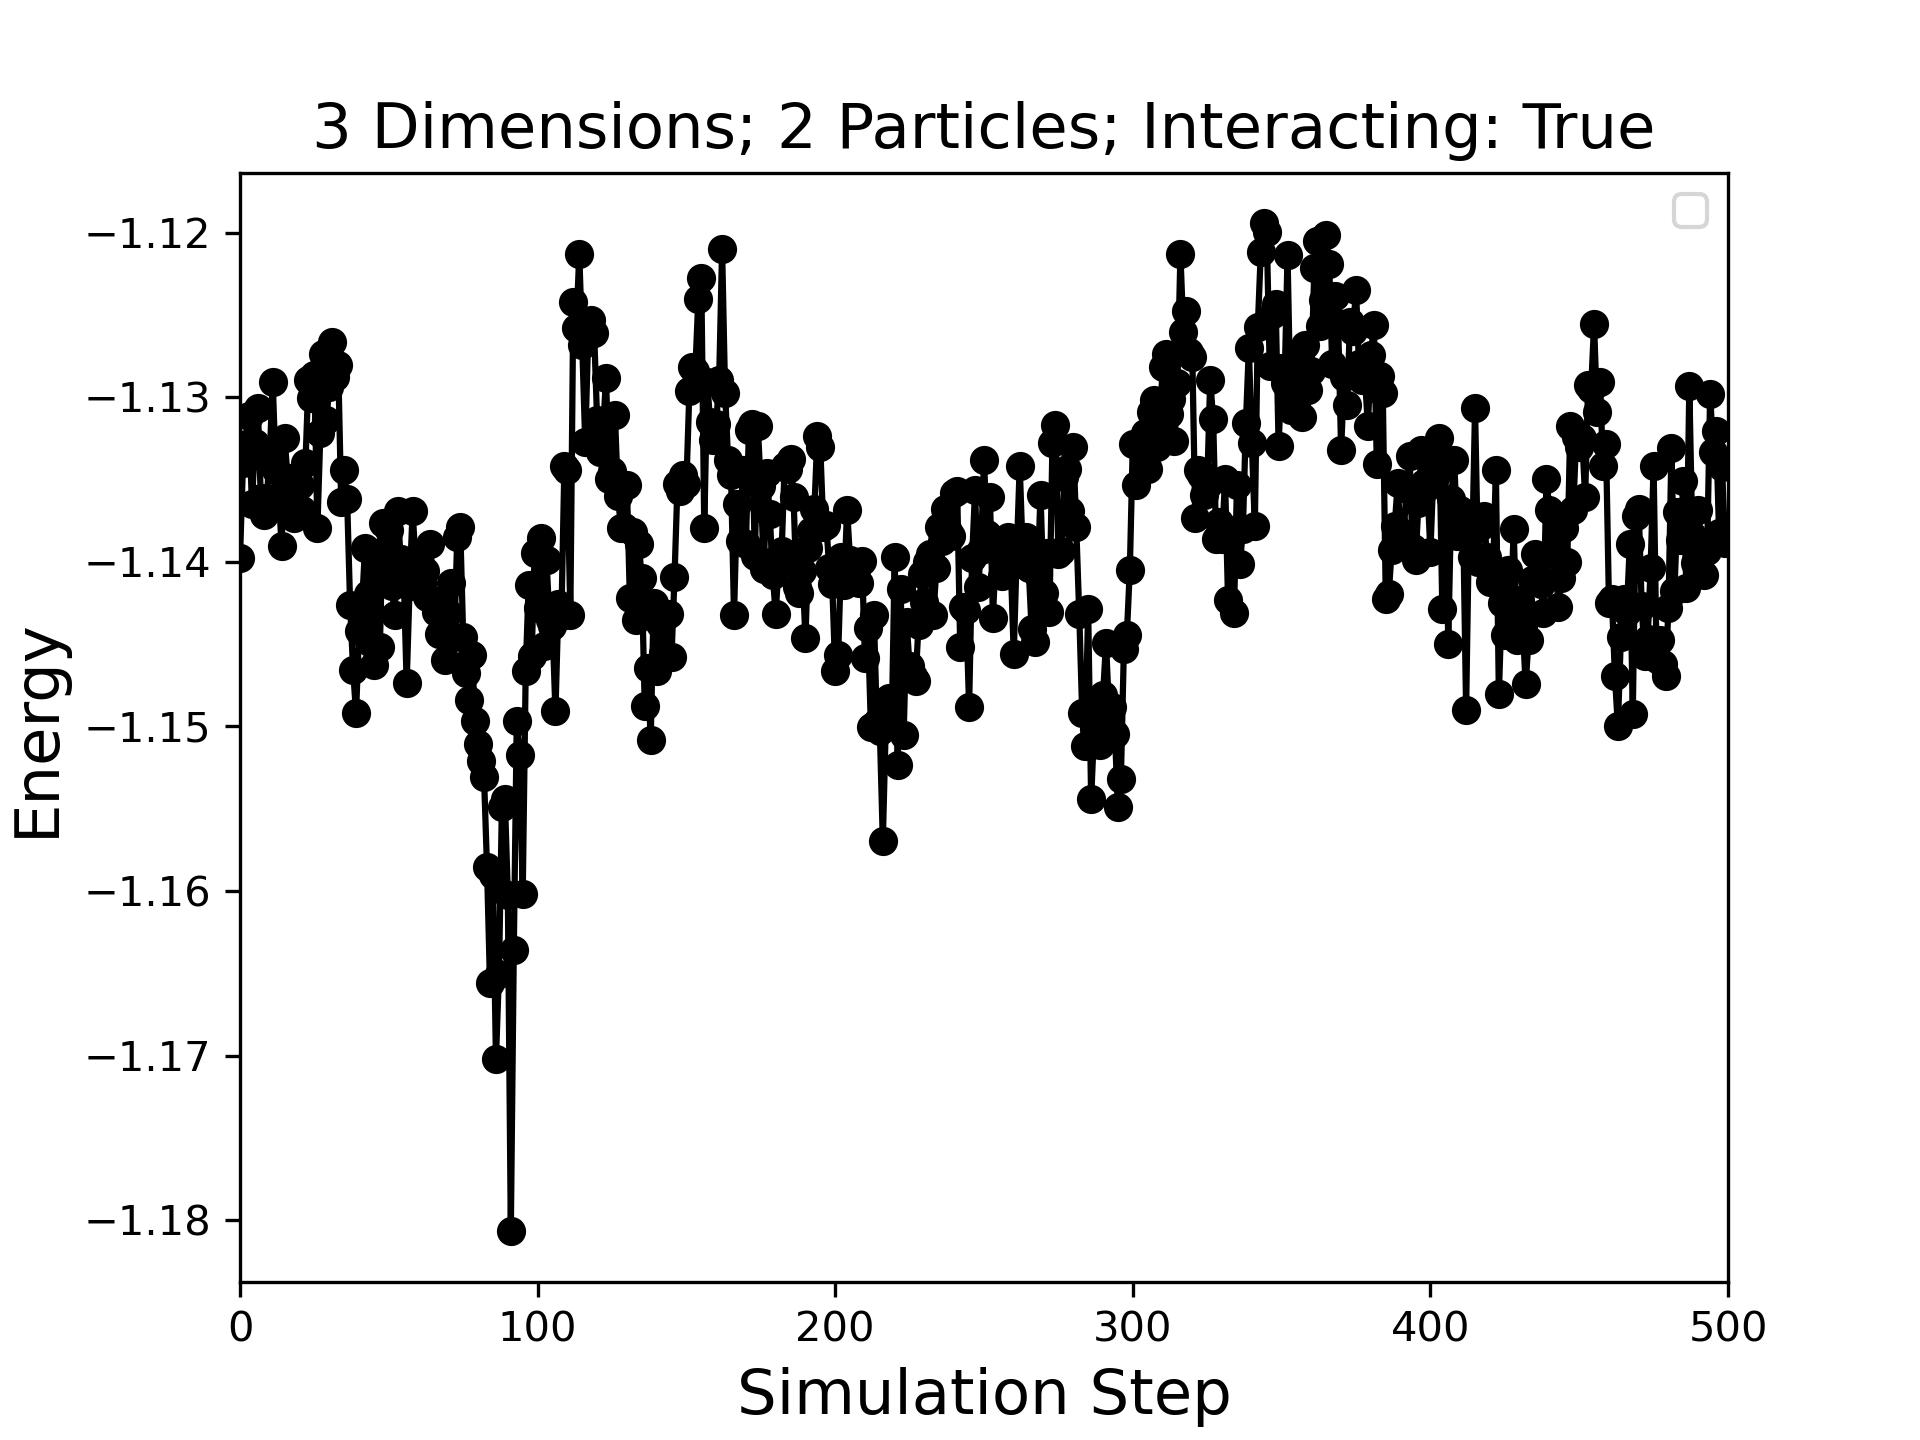 3 Dimensions; 2 Particles; Interacting: True
Energy
−1.12
−1.13
−1.14
−1.15
−1.16
−1.17
−1.18
0 100 200 300 400 500
Simulation Step